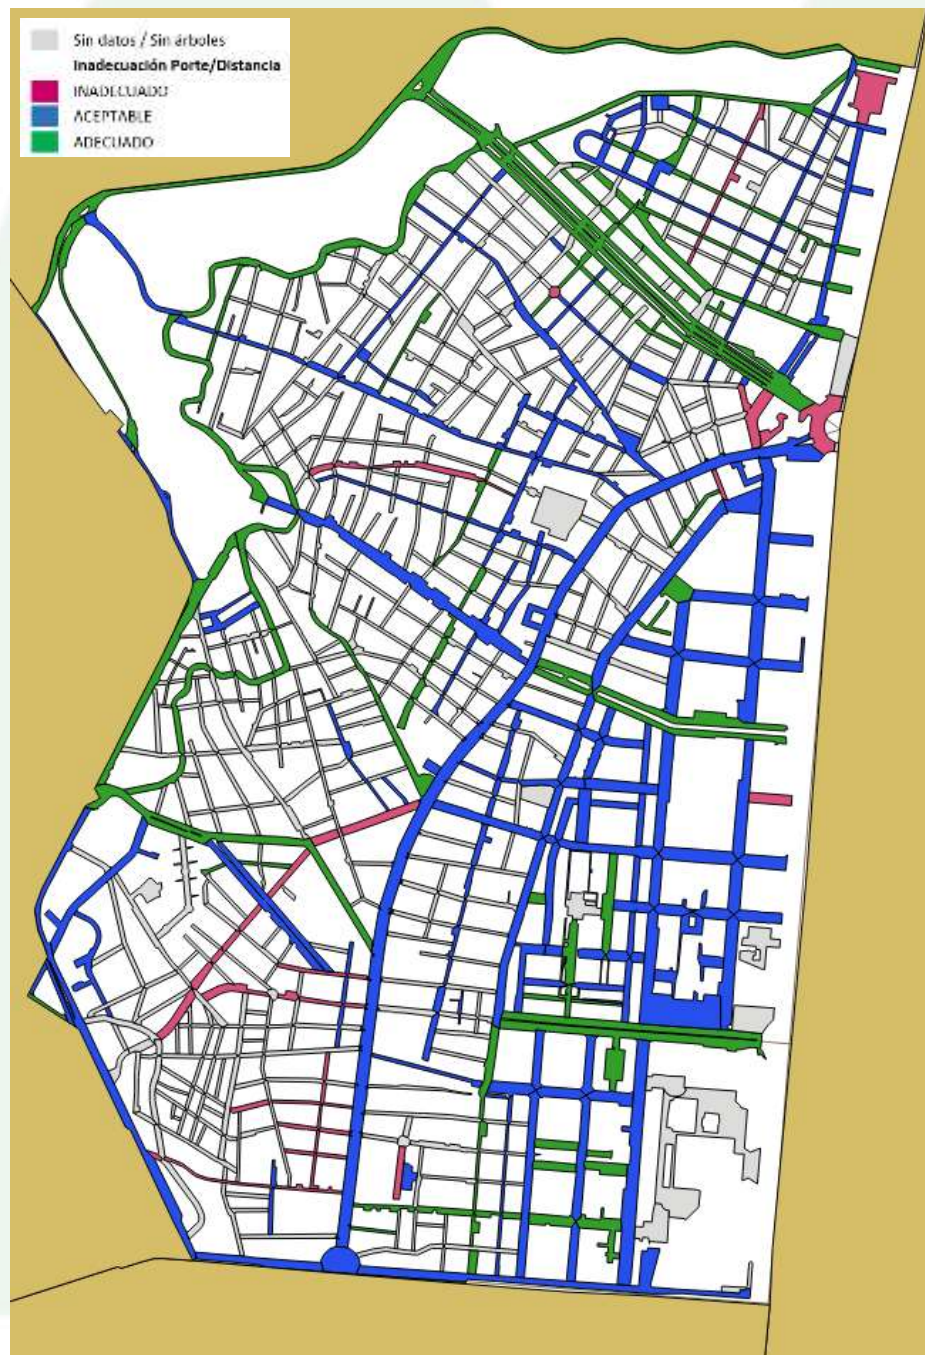 Sin datos / Sin árboles
Inadecuación Porte/Distancia
INADECUADO
ACEPTABLE
ADECUADO